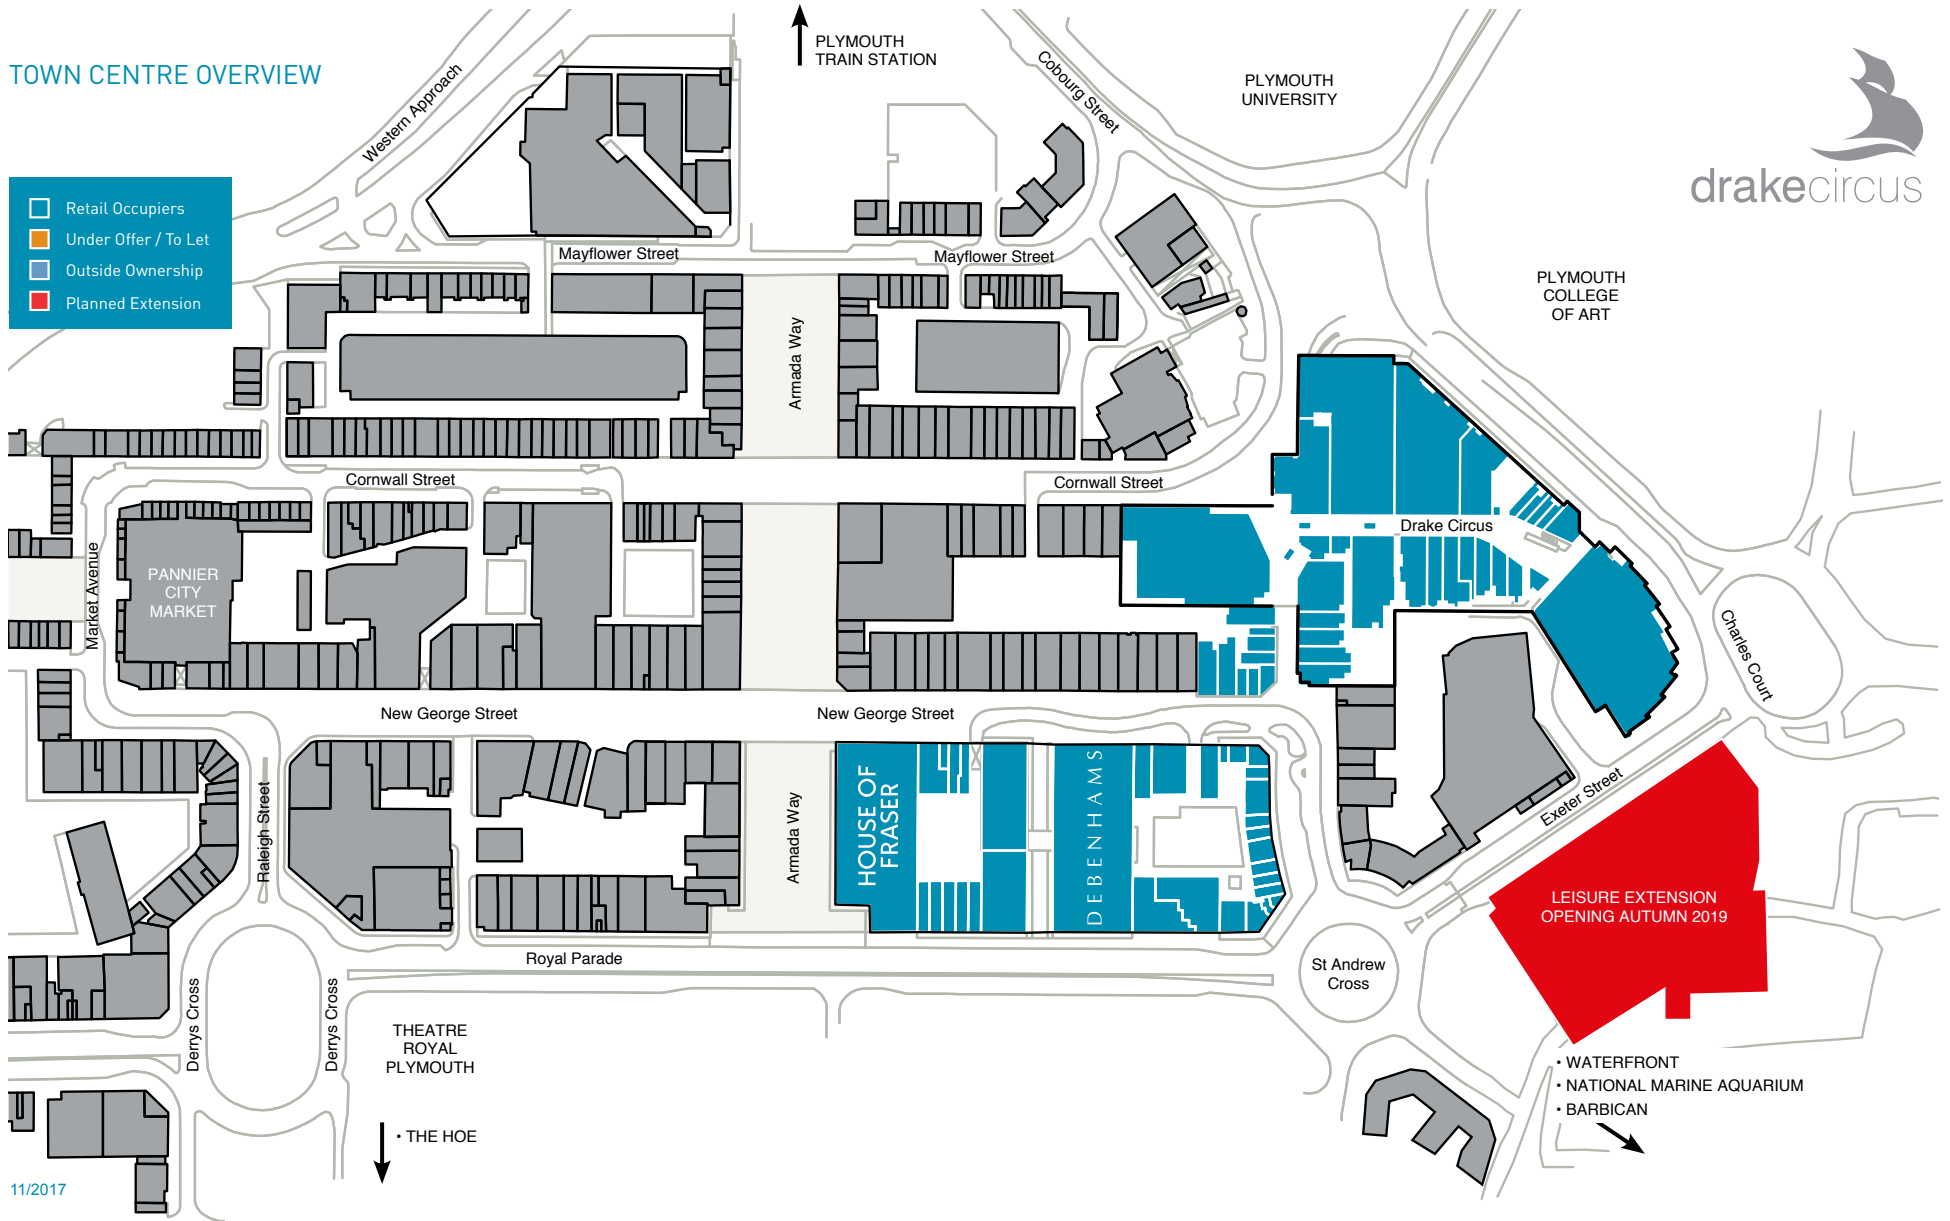 TOWN CENTRE OVERVIEW
Retail Occupiers
Under Offer / To Let
Outside Ownership
Planned Extension
PLYMOUTH
TRAIN STATION
PLYMOUTH
UNIVERSITY
drakecircus
PLYMOUTH
COLLEGE
OF ART
Western Approach
Cobourg Street
Mayflower Street
Mayflower Street
Armada Way
Cornwall Street
Cornwall Street
Drake Circus
Market Avenue
PANNIER
CITY
MARKET
Charles Court
New George Street
New George Street
Raleigh Street
Armada Way
HOUSE OF
FRASER
DEBENHAMS
Exeter Street
LEISURE EXTENSION
OPENING AUTUMN 2019
Royal Parade
St Andrew
Cross
Derrys Cross
Derrys Cross
THEATRE
ROYAL
PLYMOUTH
• WATERFRONT
• NATIONAL MARINE AQUARIUM
• BARBICAN
• THE HOE
11/2017